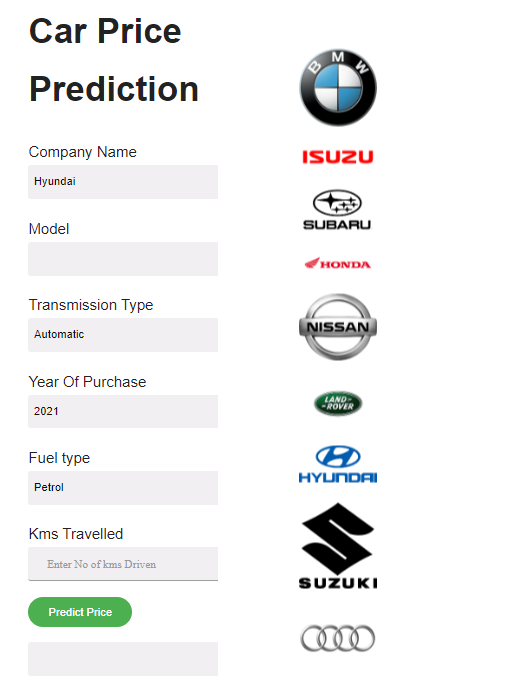 Car Price
Prediction
Company Name
Hyundai
Model
Transmission Type
Automatic
Year Of Purchase
2021
Fuel type
Petrol
Kms Travelled
Enter No of kms Driven
Predict Price
BMW
ISUZU
SUBARU
HONDA
NISSAN
LAND-
-ROVER
HYUNDAI
SUZUKI